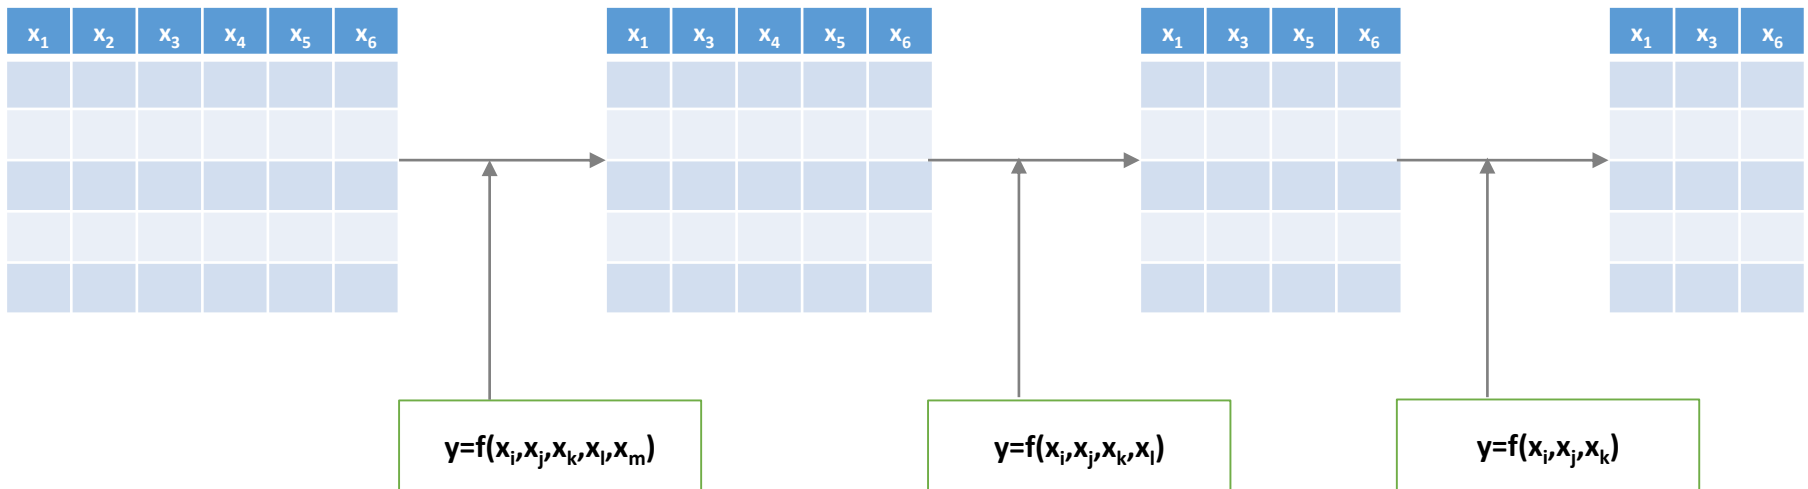 x₁ x₂ x₃ x₄ x₅ x₆
x₁ x₃ x₄ x₅ x₆
x₁ x₃ x₅ x₆
x₁ x₃ x₆
y=f(xᵢ,xⱼ,xₖ,xₗ,xₘ)
y=f(xᵢ,xⱼ,xₖ,xₗ)
y=f(xᵢ,xⱼ,xₖ)